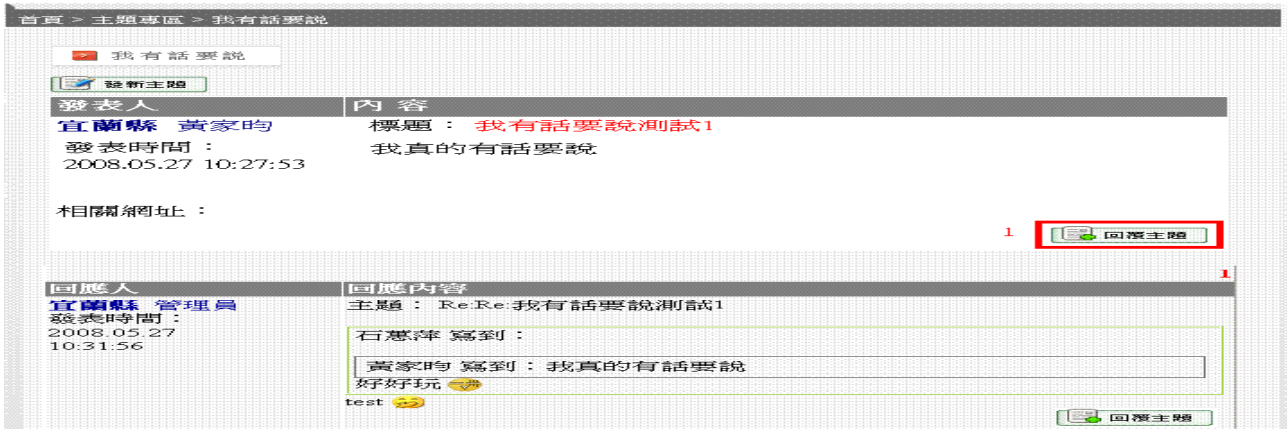 首頁 > 主題專區 > 我有話要說
我有話要說
發新主題
發表人 內 容
宜蘭縣 黃家昀 標題： 我有話要說測試1
發表時間： 我真的有話要說
2008.05.27 10:27:53
相關網址：
1 回覆主題
1
回應人 回應內容
宜蘭縣 管理員 主題： Re:Re:我有話要說測試1
發表時間：
2008.05.27 石蕙萍 寫到：
10:31:56
黃家昀 寫到：我真的有話要說
好好玩
test
回覆主題